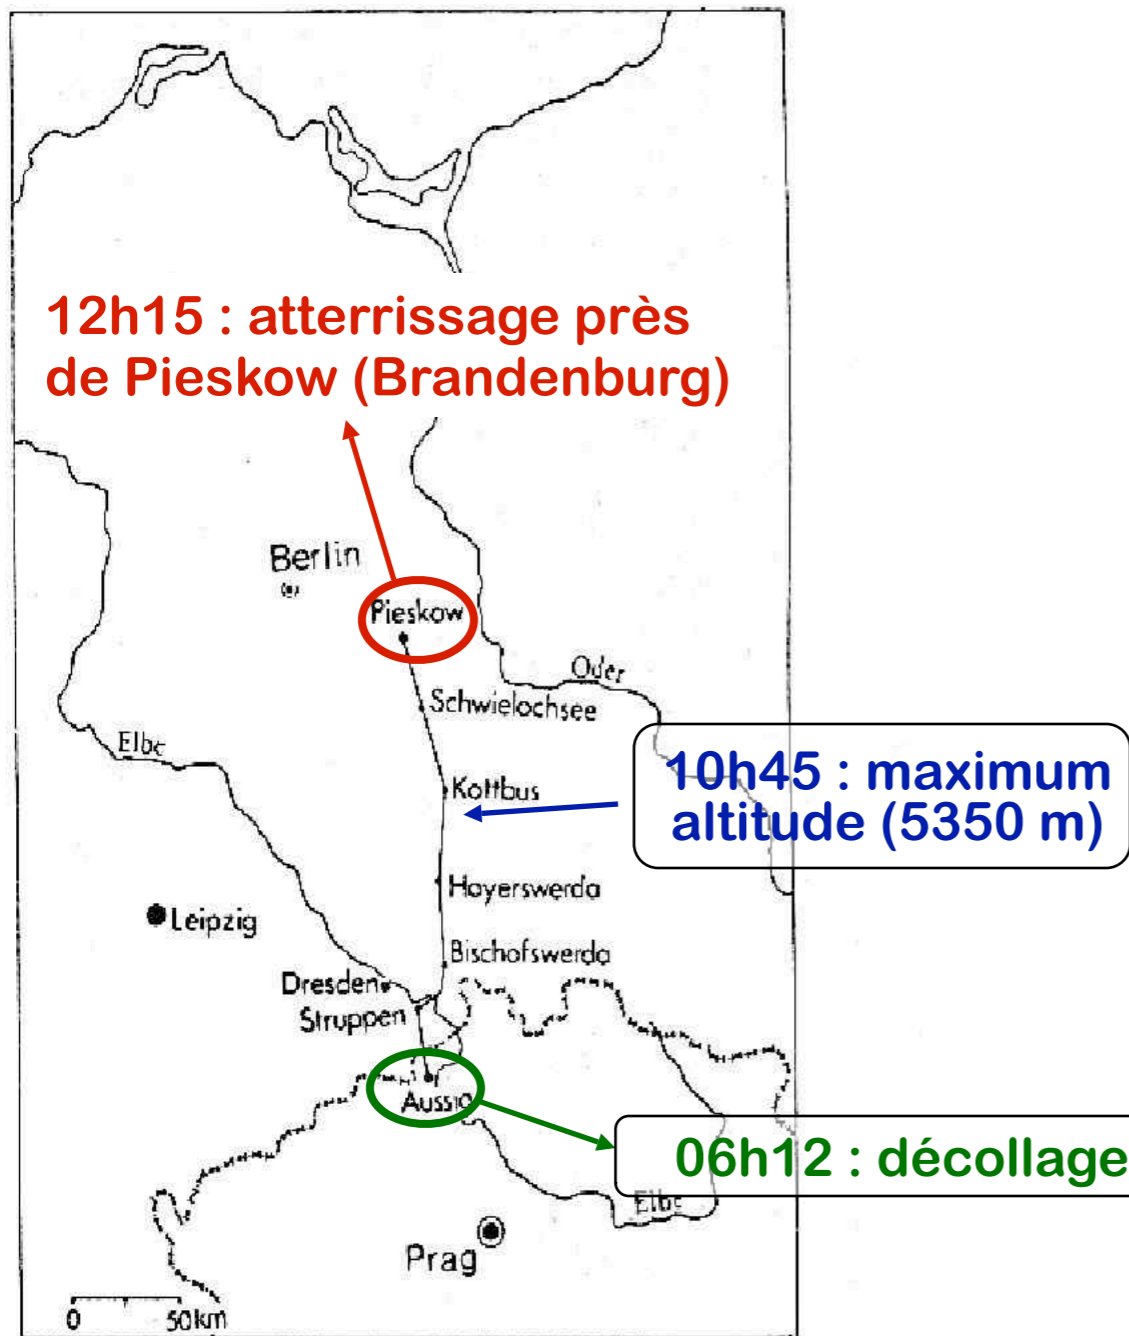 12h15 : atterrissage près
de Pieskow (Brandenburg)
Berlin
Pieskow
Oder
Schwielochsee
Elbe
10h45 : maximum
altitude (5350 m)
Kottbus
Hoyerswerda
Leipzig
Bischofswerda
Dresden
Struppen
Aussig
06h12 : décollage
Elbe
Prag
0 50km